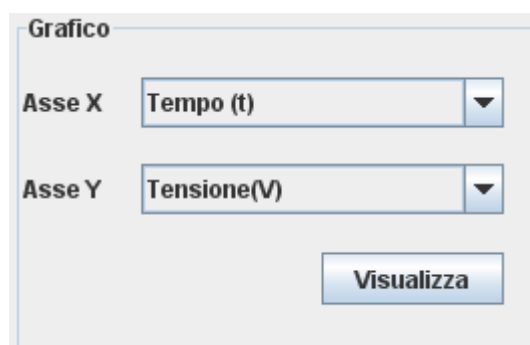 Grafico
Asse X Tempo (t)
Asse Y Tensione(V)
Visualizza